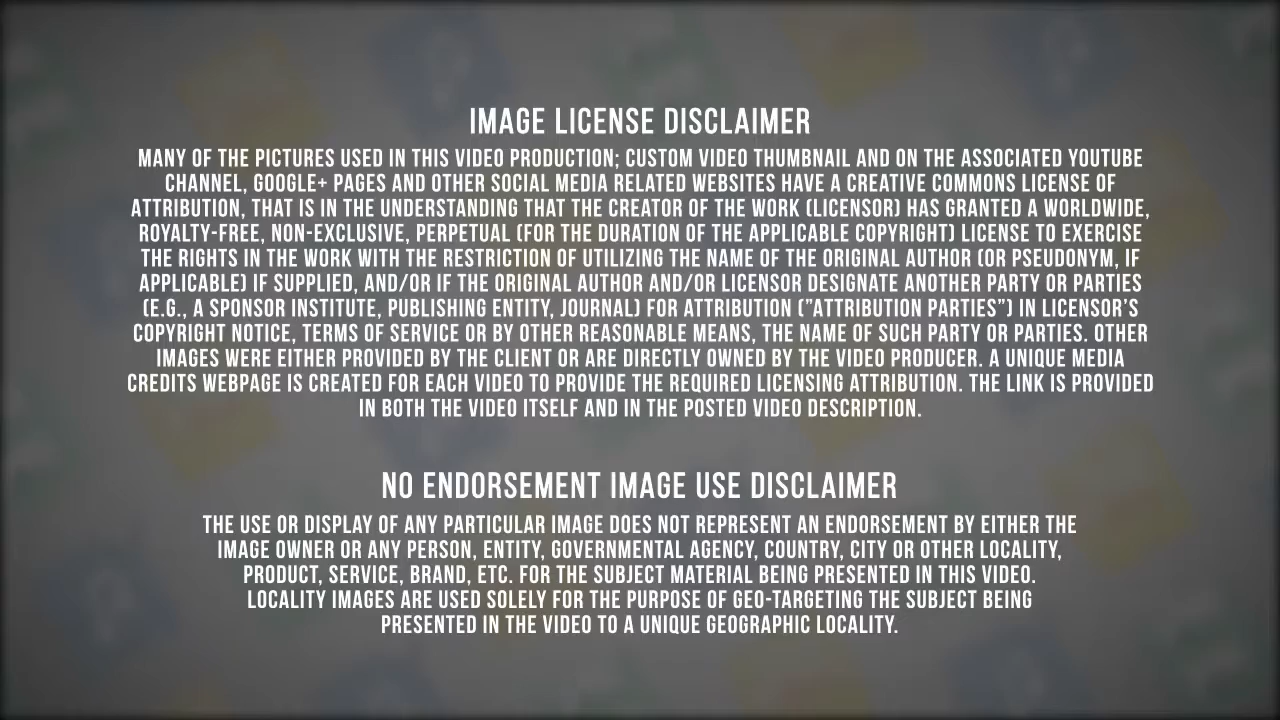 IMAGE LICENSE DISCLAIMER
MANY OF THE PICTURES USED IN THIS VIDEO PRODUCTION; CUSTOM VIDEO THUMBNAIL AND ON THE ASSOCIATED YOUTUBE
CHANNEL, GOOGLE+ PAGES AND OTHER SOCIAL MEDIA RELATED WEBSITES HAVE A CREATIVE COMMONS LICENSE OF
ATTRIBUTION, THAT IS IN THE UNDERSTANDING THAT THE CREATOR OF THE WORK (LICENSOR) HAS GRANTED A WORLDWIDE,
ROYALTY-FREE, NON-EXCLUSIVE, PERPETUAL (FOR THE DURATION OF THE APPLICABLE COPYRIGHT) LICENSE TO EXERCISE
THE RIGHTS IN THE WORK WITH THE RESTRICTION OF UTILIZING THE NAME OF THE ORIGINAL AUTHOR (OR PSEUDONYM, IF
APPLICABLE) IF SUPPLIED, AND/OR IF THE ORIGINAL AUTHOR AND/OR LICENSOR DESIGNATE ANOTHER PARTY OR PARTIES
(E.G., A SPONSOR INSTITUTE, PUBLISHING ENTITY, JOURNAL) FOR ATTRIBUTION ("ATTRIBUTION PARTIES") IN LICENSOR'S
COPYRIGHT NOTICE, TERMS OF SERVICE OR BY OTHER REASONABLE MEANS, THE NAME OF SUCH PARTY OR PARTIES. OTHER
IMAGES WERE EITHER PROVIDED BY THE CLIENT OR ARE DIRECTLY OWNED BY THE VIDEO PRODUCER. A UNIQUE MEDIA
CREDITS WEBPAGE IS CREATED FOR EACH VIDEO TO PROVIDE THE REQUIRED LICENSING ATTRIBUTION. THE LINK IS PROVIDED
IN BOTH THE VIDEO ITSELF AND IN THE POSTED VIDEO DESCRIPTION.
NO ENDORSEMENT IMAGE USE DISCLAIMER
THE USE OR DISPLAY OF ANY PARTICULAR IMAGE DOES NOT REPRESENT AN ENDORSEMENT BY EITHER THE
IMAGE OWNER OR ANY PERSON, ENTITY, GOVERNMENTAL AGENCY, COUNTRY, CITY OR OTHER LOCALITY,
PRODUCT, SERVICE, BRAND, ETC. FOR THE SUBJECT MATERIAL BEING PRESENTED IN THIS VIDEO.
LOCALITY IMAGES ARE USED SOLELY FOR THE PURPOSE OF GEO-TARGETING THE SUBJECT BEING
PRESENTED IN THE VIDEO TO A UNIQUE GEOGRAPHIC LOCALITY.